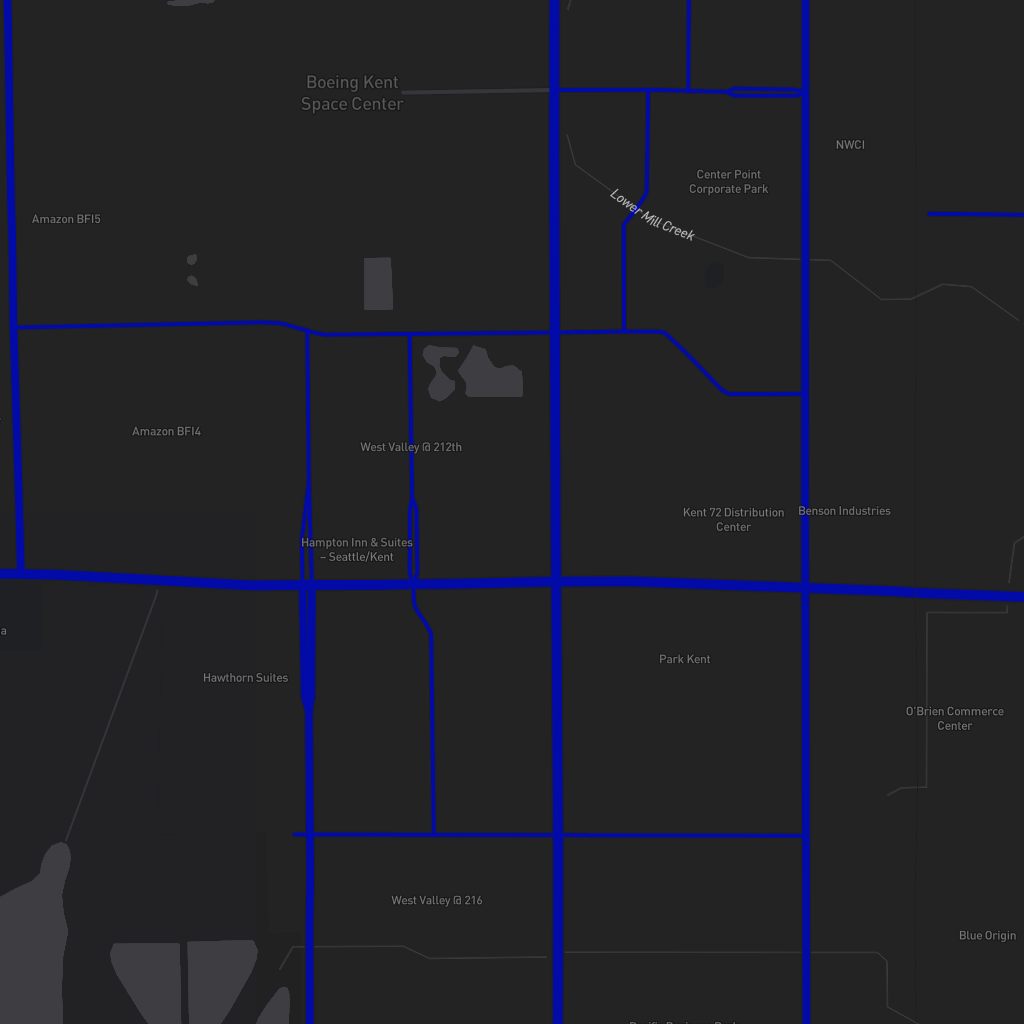 Boeing Kent
Space Center
NWCI
Center Point
Corporate Park
Lower Mill Creek
Amazon BFI5
Amazon BFI4
West Valley @ 212th
Kent 72 Distribution
Center
Benson Industries
Hampton Inn & Suites
– Seattle/Kent
a
Park Kent
Hawthorn Suites
O'Brien Commerce
Center
West Valley @ 216
Blue Origin